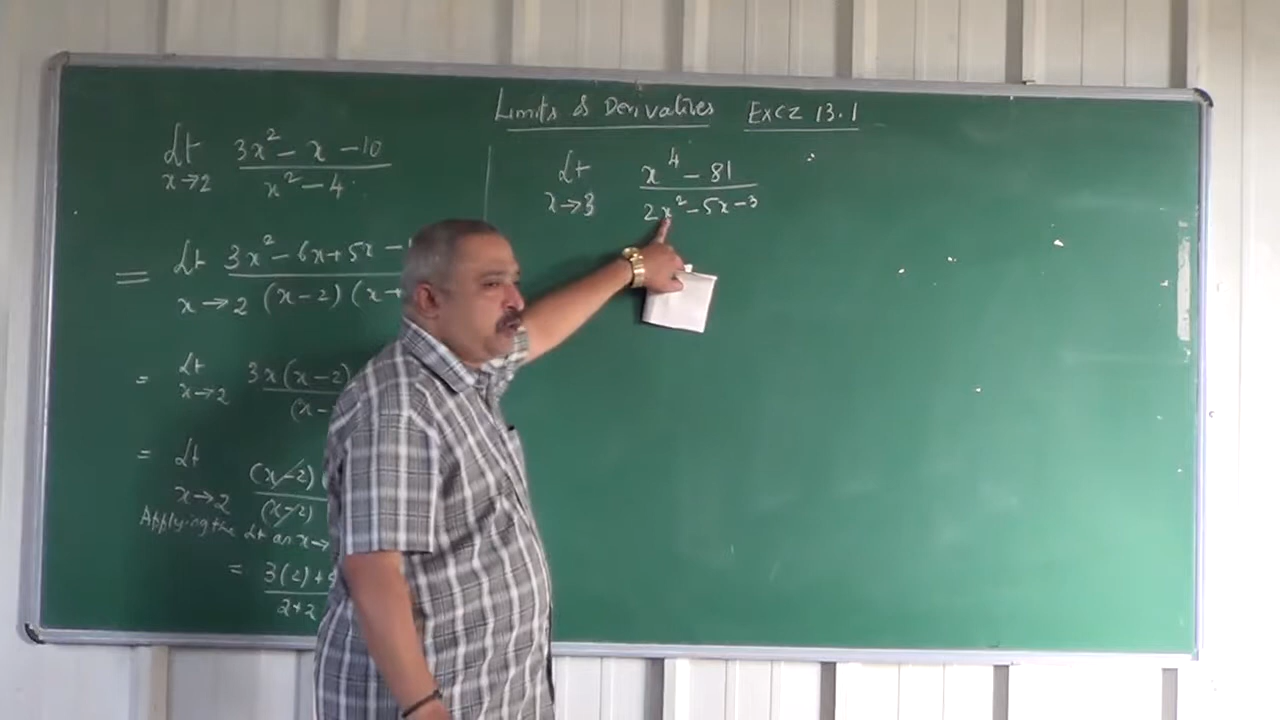 Limits & Derivatives Excz 13.1
Lt x→2 3x² - x - 10 / x² - 4
= Lt x→2 3x² - 6x + 5x - / (x-2) (x+
= Lt x→2 3x(x-2) / (x-
= Lt x→2 (x-2) ( / (x-2)
Applying the Lt as x→
= 3(2)+ / 2+2
Lt x→3 x⁴ - 81 / 2x² - 5x - 3